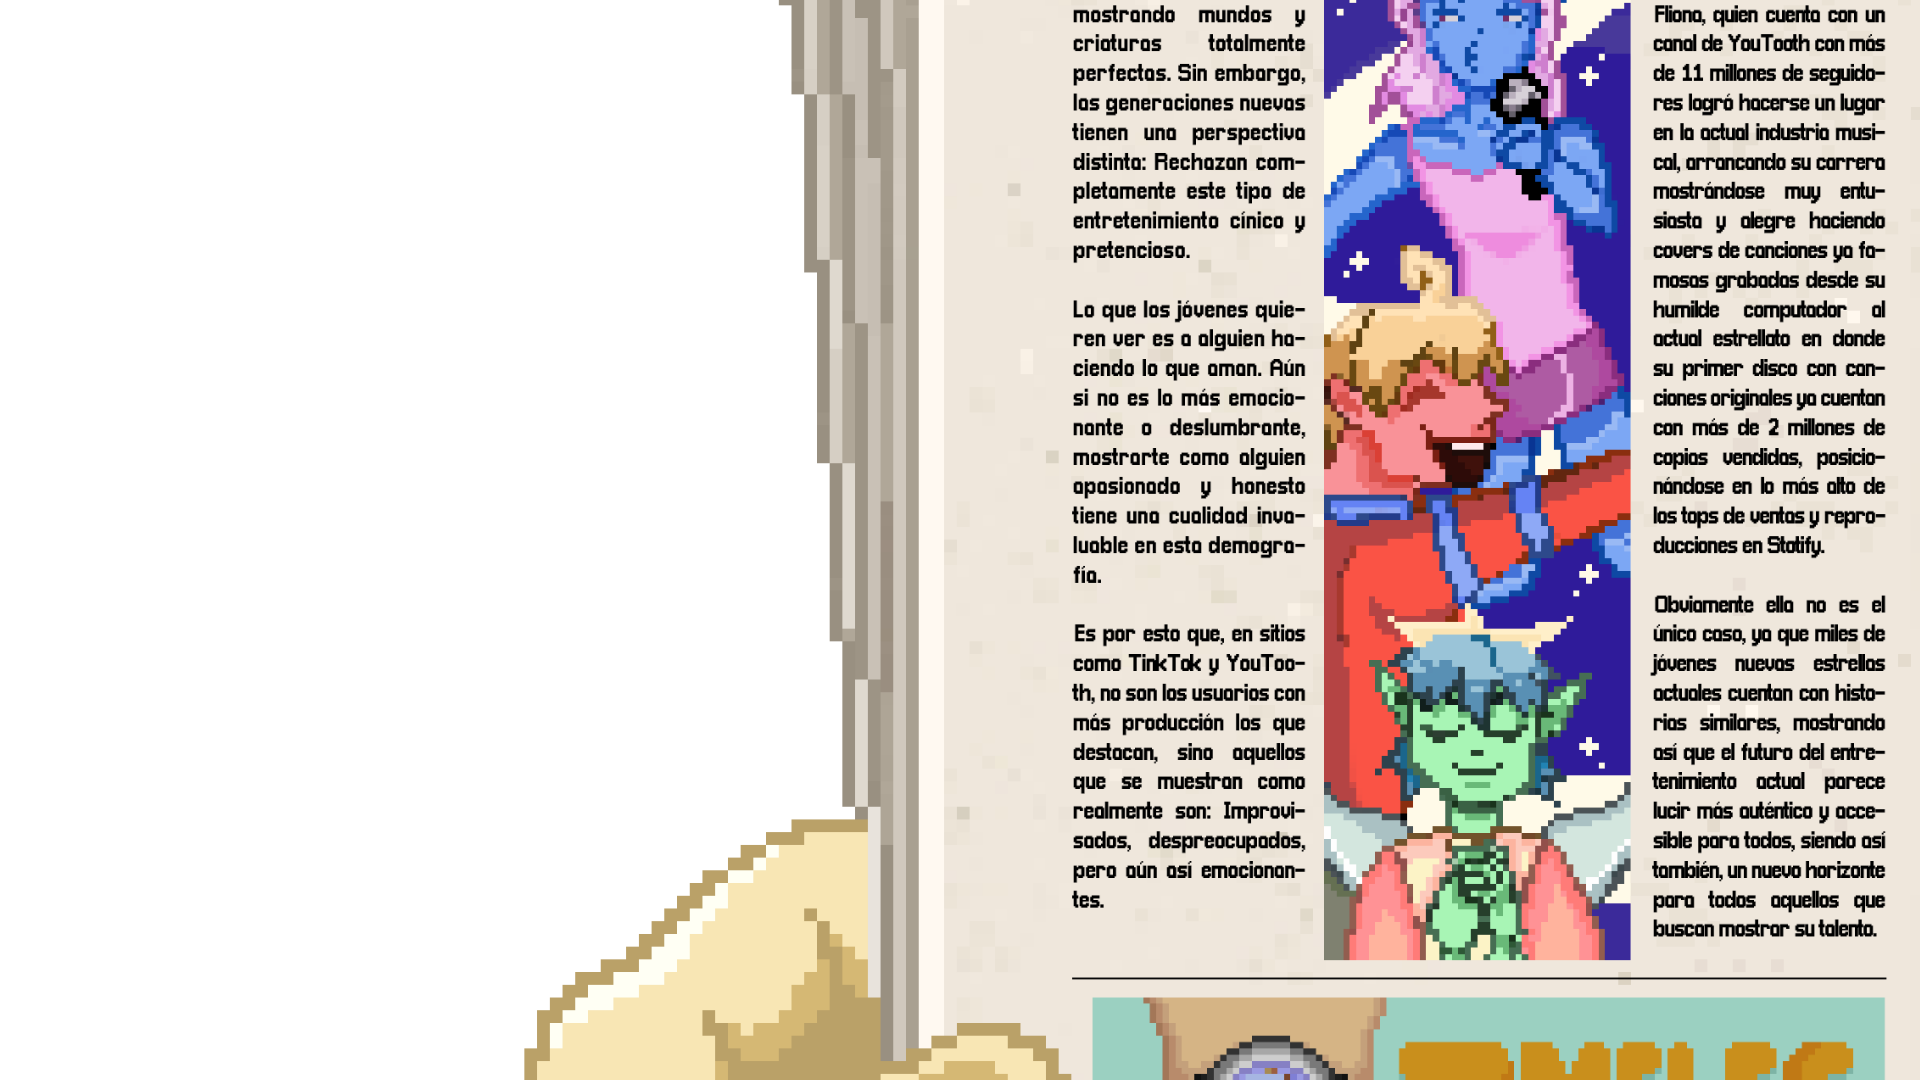 mostrando mundos y
criaturas totalmente
perfectas. Sin embargo,
las generaciones nuevas
tienen una perspectiva
distinta: Rechazan com-
pletamente este tipo de
entretenimiento cínico y
pretencioso.
Lo que los jóvenes quie-
ren ver es a alguien ha-
ciendo lo que aman. Aún
si no es lo más emocio-
nante o deslumbrante,
mostrarte como alguien
apasionado y honesto
tiene una cualidad inva-
luable en esta demogra-
fía.
Es por esto que, en sitios
como TinkTok y YouToo-
th, no son los usuarios con
más producción los que
destacan, sino aquellos
que se muestran como
realmente son: Improvi-
sados, despreocupados,
pero aún así emocionan-
tes.
Fliona, quien cuenta con un
canal de YouTooth con más
de 11 millones de seguido-
res logró hacerse un lugar
en la actual industria musi-
cal, arrancando su carrera
mostrándose muy entu-
siasta y alegre haciendo
covers de canciones ya fa-
mosas grabadas desde su
humilde computador al
actual estrellato en donde
su primer disco con can-
ciones originales ya cuentan
con más de 2 millones de
copias vendidas, posicio-
nándose en lo más alto de
los tops de ventas y repro-
ducciones en Stotify.
Obviamente ella no es el
único caso, ya que miles de
jóvenes nuevas estrellas
actuales cuentan con histo-
rias similares, mostrando
así que el futuro del entre-
tenimiento actual parece
lucir más auténtico y acce-
sible para todos, siendo así
también, un nuevo horizonte
para todos aquellos que
buscan mostrar su talento.